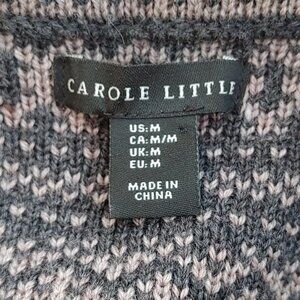 CAROLE LITTLE
US:M
CA:M/M
UK:M
EU:M
MADE IN
CHINA